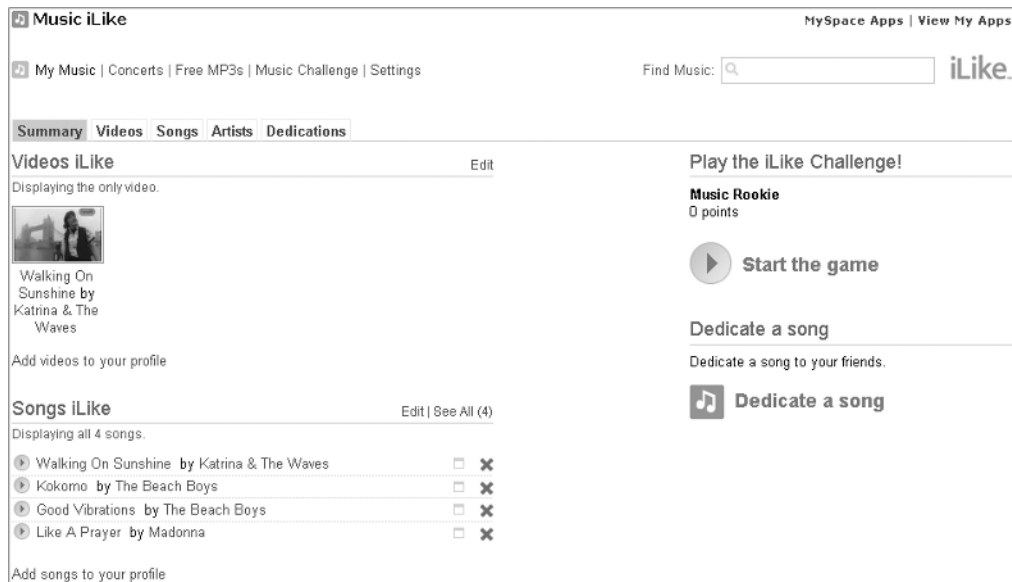 Music iLike
MySpace Apps | View My Apps
My Music | Concerts | Free MP3s | Music Challenge | Settings
Find Music:
iLike
Summary Videos Songs Artists Dedications
Videos iLike
Edit
Displaying the only video.
Walking On
Sunshine by
Katrina & The
Waves
Add videos to your profile
Songs iLike
Edit | See All (4)
Displaying all 4 songs.
Walking On Sunshine by Katrina & The Waves
Kokomo by The Beach Boys
Good Vibrations by The Beach Boys
Like A Prayer by Madonna
Add songs to your profile
Play the iLike Challenge!
Music Rookie
0 points
Start the game
Dedicate a song
Dedicate a song to your friends.
Dedicate a song